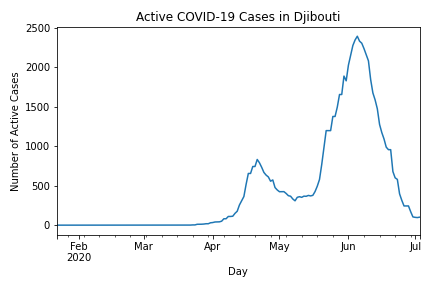 Active COVID-19 Cases in Djibouti
2500
2000
1500
1000
500
0
Number of Active Cases
Feb
2020
Mar
Apr
May
Jun
Jul
Day